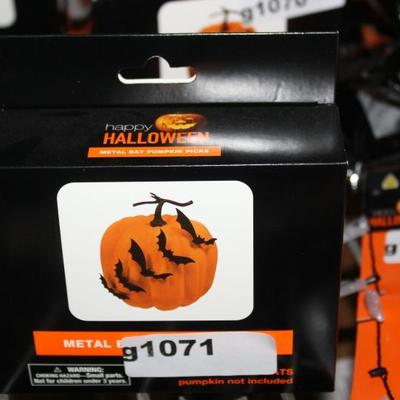 g1070
happy
HALLOWEEN
METAL BAT PUMPKIN PICKS
METAL B
g1071
WARNING:
CHOKING HAZARD—Small parts.
Not for children under 3 years.
ATS
pumpkin not included
HALLO
g